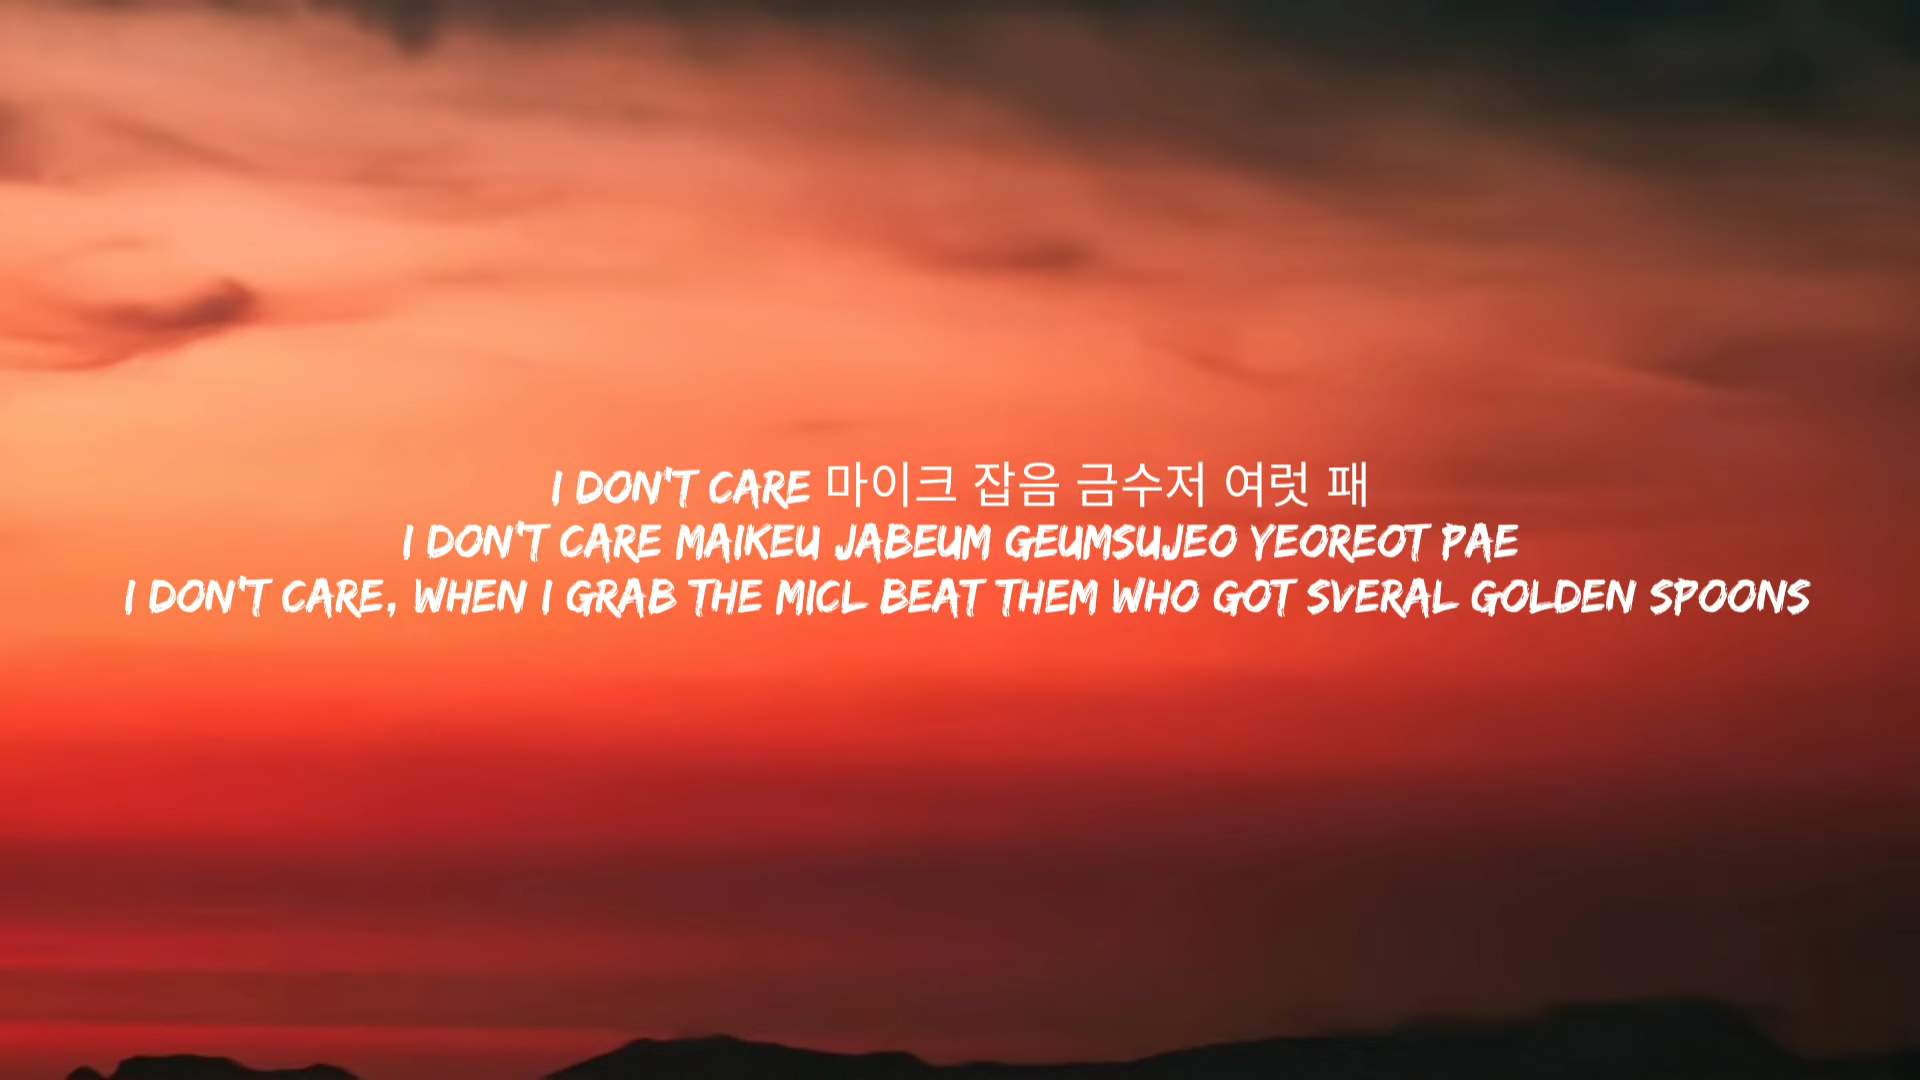 I DON'T CARE 마이크 잡음 금수저 여럿 패
I DON'T CARE MAIKEU JABEUM GEUMSUJEO YEOREOT PAE
I DON'T CARE, WHEN I GRAB THE MICL BEAT THEM WHO GOT SVERAL GOLDEN SPOONS